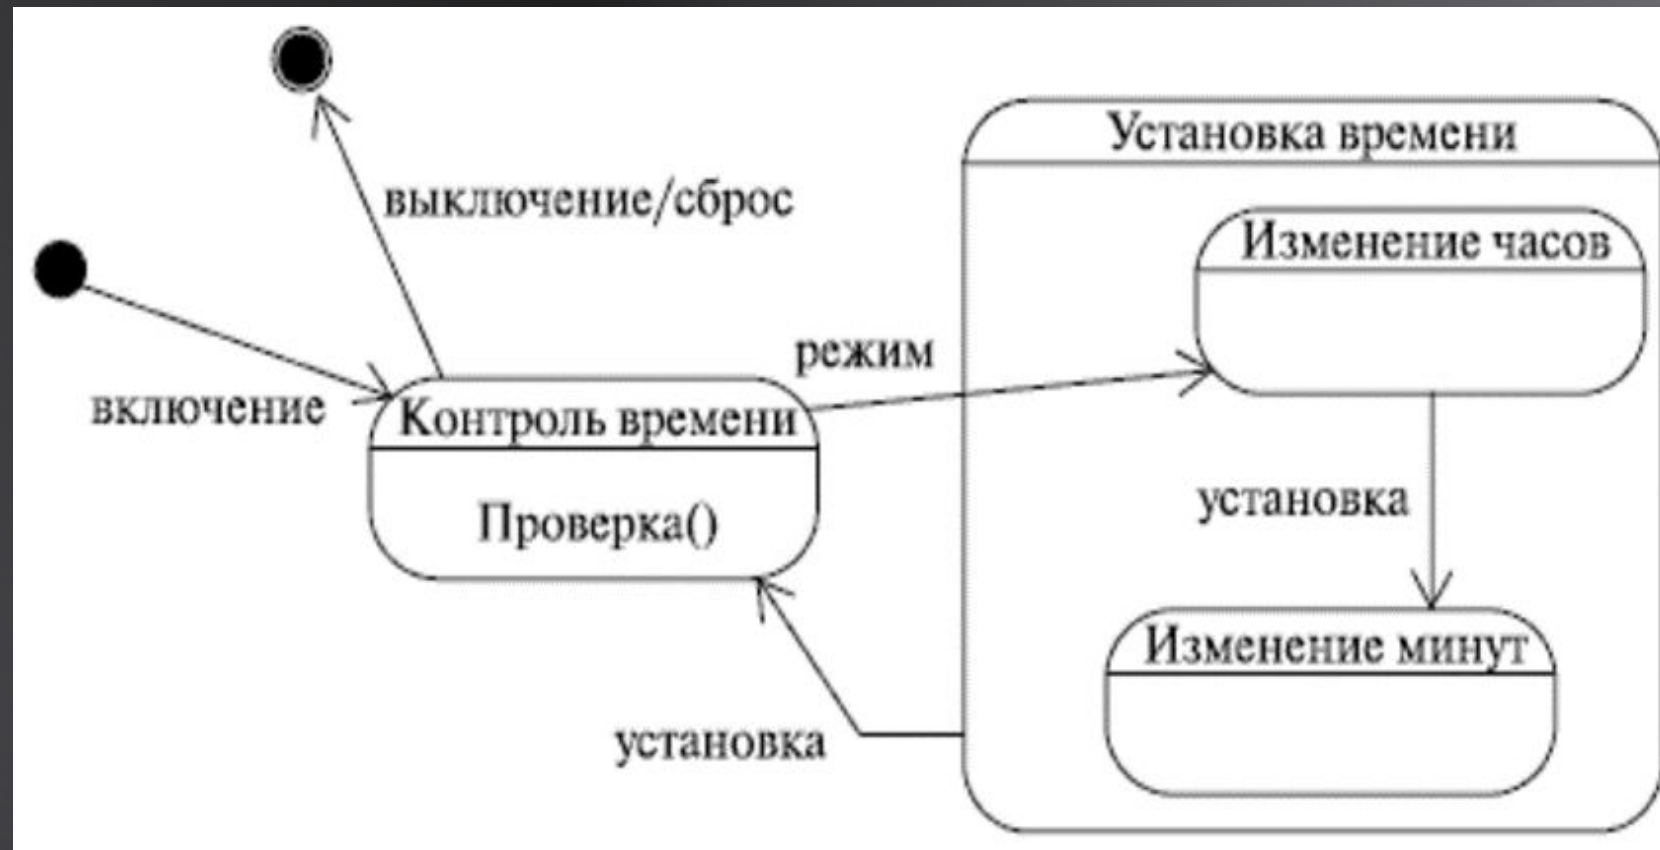 Установка времени
выключение/сброс
Изменение часов
режим
включение
Контроль времени
Проверка()
установка
Изменение минут
установка